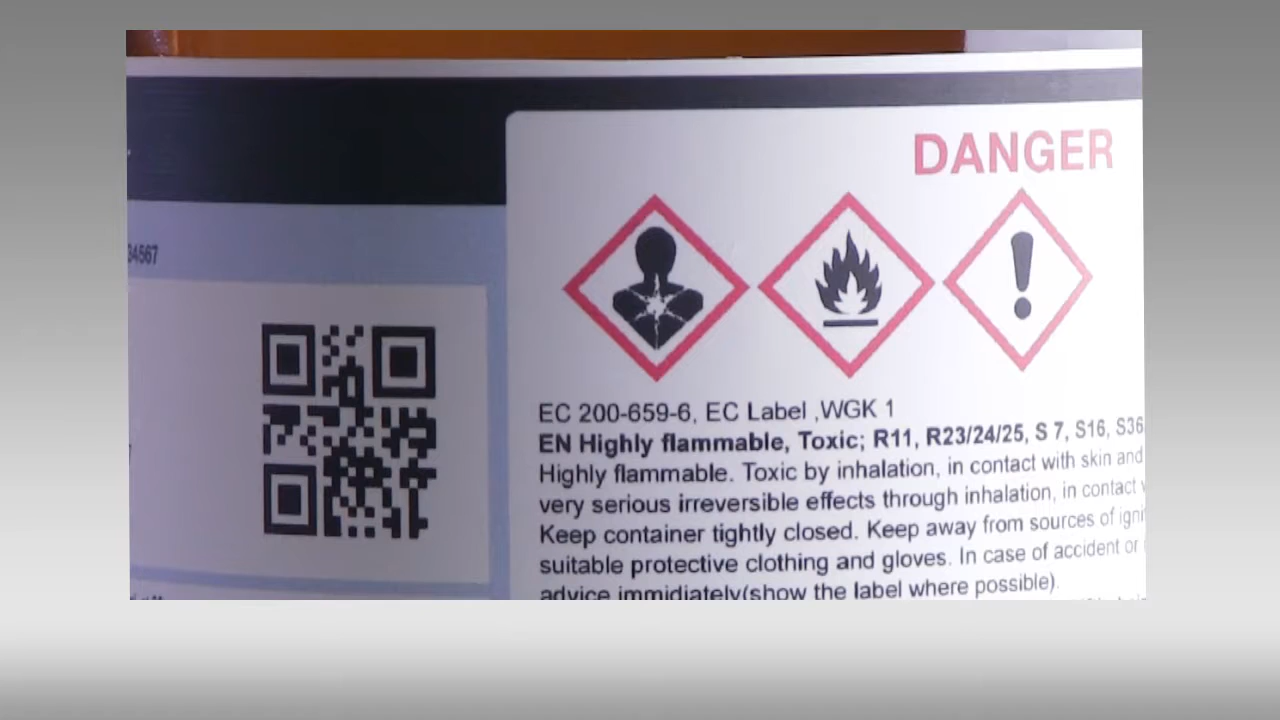 DANGER
34567
EC 200-659-6, EC Label ,WGK 1
EN Highly flammable, Toxic; R11, R23/24/25, S 7, S16, S36
Highly flammable. Toxic by inhalation, in contact with skin and
very serious irreversible effects through inhalation, in contact
Keep container tightly closed. Keep away from sources of igni
suitable protective clothing and gloves. In case of accident or
advice immidiately(show the label where possible).